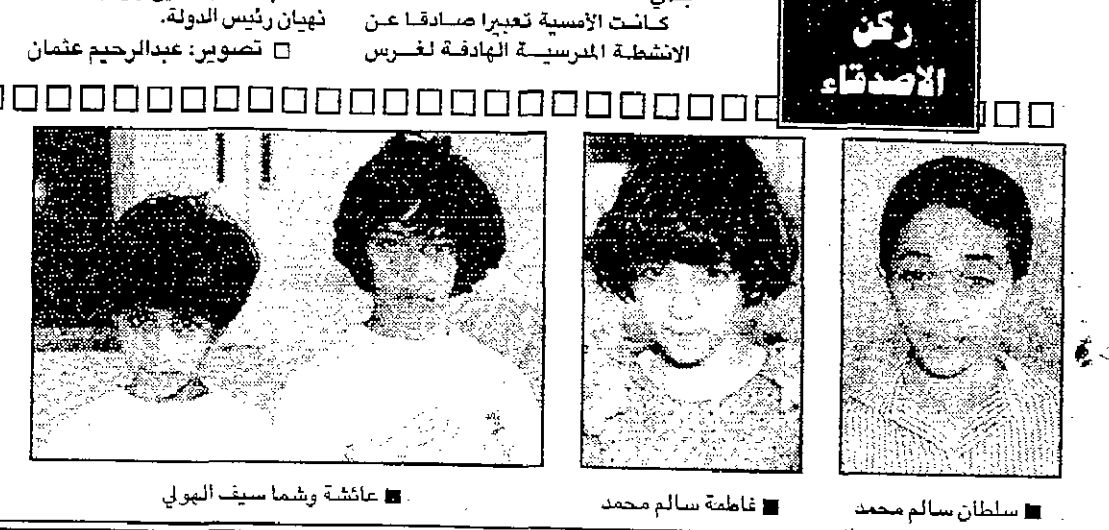 كانت الأمسية تعبيرا صادقا عن
الانشطة المدرسية الهادفة لغرس
نهيان رئيس الدولة.
□ تصوير: عبدالرحيم عثمان
ركن
الاصدقاء
■ سلطان سالم محمد
■ فاطمة سالم محمد
■ عائشة وشما سيف الهولي